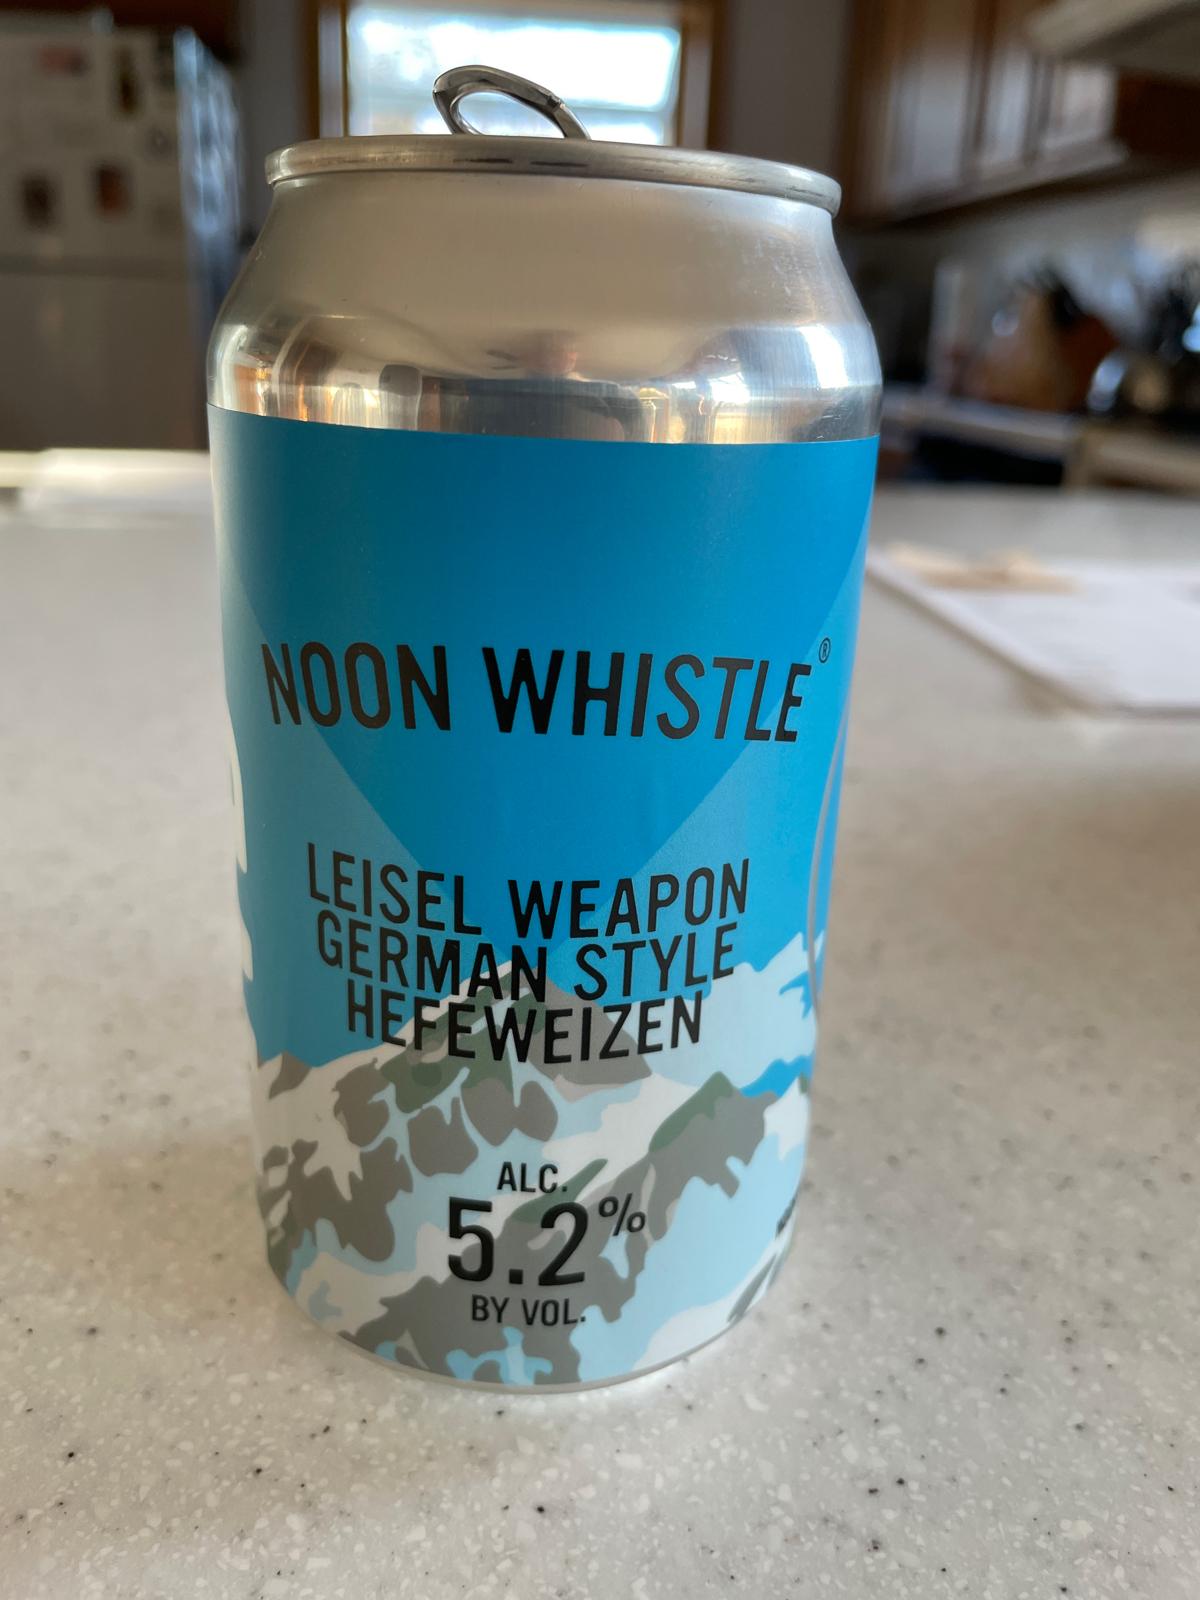 NOON WHISTLE®
LEISEL WEAPON
GERMAN STYLE
HEFEWEIZEN
ALC.
5.2%
BY VOL.